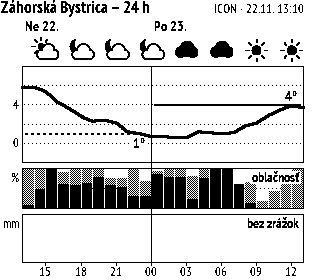 Záhorská Bystrica – 24 h
ICON · 22.11. 13:10
Ne 22.
Po 23.
4
4°
1°
0
%
oblačnosť
mm
bez zrážok
15 18 21 00 03 06 09 12